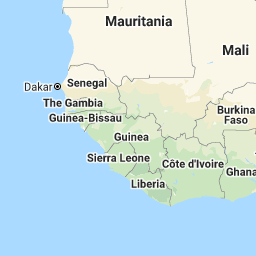 Mauritania
Mali
Dakar
Senegal
The Gambia
Guinea-Bissau
Burkina
Faso
Guinea
Sierra Leone
Côte d'Ivoire
Ghana
Liberia